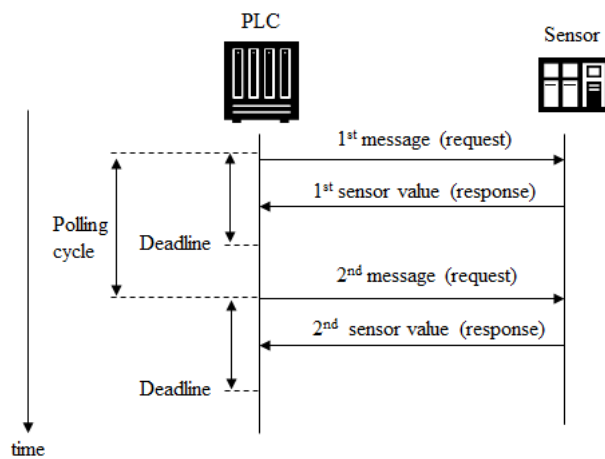 PLC
Sensor
1st message (request)
1st sensor value (response)
Polling
cycle
Deadline
2nd message (request)
2nd sensor value (response)
Deadline
time